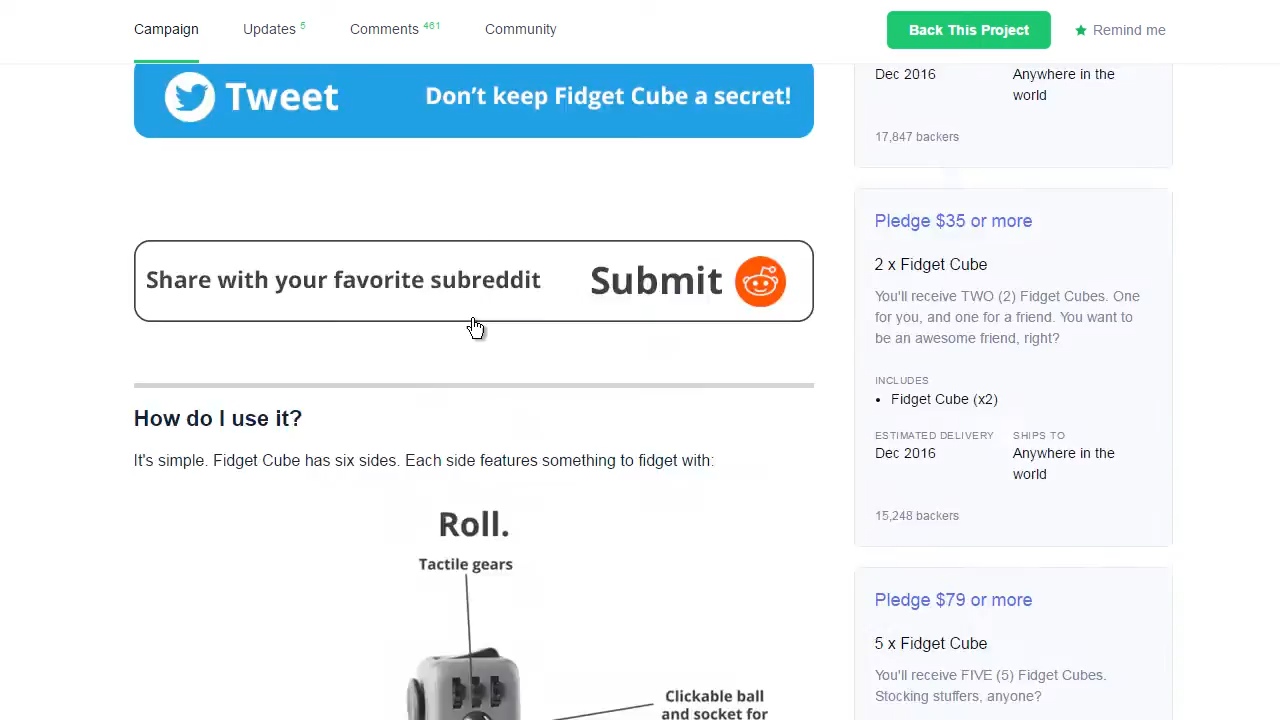 Campaign
Updates 5
Comments 461
Community
Back This Project
Remind me
Tweet
Don't keep Fidget Cube a secret!
Share with your favorite subreddit
Submit
How do I use it?
It's simple. Fidget Cube has six sides. Each side features something to fidget with:
Roll.
Tactile gears
Clickable ball
and socket for
Dec 2016
Anywhere in the
world
17,847 backers
Pledge $35 or more
2 x Fidget Cube
You'll receive TWO (2) Fidget Cubes. One
for you, and one for a friend. You want to
be an awesome friend, right?
INCLUDES
• Fidget Cube (x2)
ESTIMATED DELIVERY
Dec 2016
SHIPS TO
Anywhere in the
world
15,248 backers
Pledge $79 or more
5 x Fidget Cube
You'll receive FIVE (5) Fidget Cubes.
Stocking stuffers, anyone?